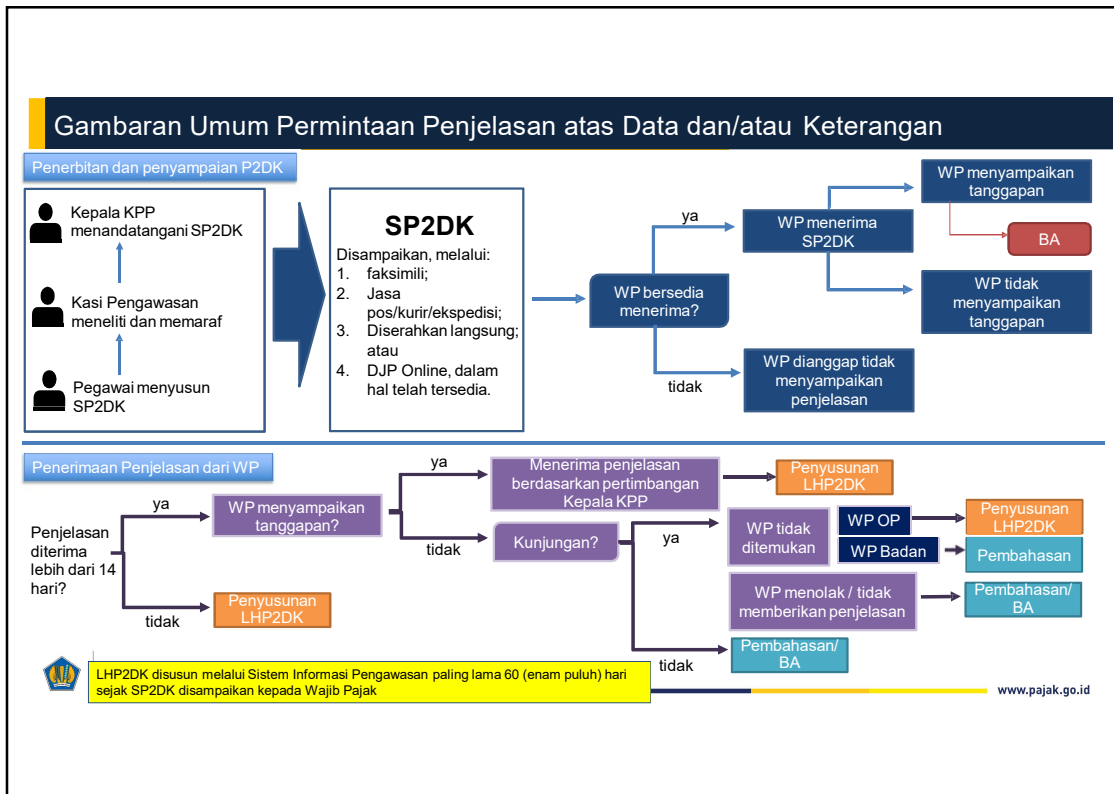 Gambaran Umum Permintaan Penjelasan atas Data dan/atau Keterangan
Penerbitan dan penyampaian P2DK
Kepala KPP
menandatangani SP2DK
Kasi Pengawasan
meneliti dan memaraf
Pegawai menyusun
SP2DK
SP2DK
Disampaikan, melalui:
1. faksimili;
2. Jasa
pos/kurir/ekspedisi;
3. Diserahkan langsung;
atau
4. DJP Online, dalam
hal telah tersedia.
WP bersedia
menerima?
ya
tidak
WP menerima
SP2DK
WP menyampaikan
tanggapan
BA
WP tidak
menyampaikan
tanggapan
WP dianggap tidak
menyampaikan
penjelasan
Penerimaan Penjelasan dari WP
Penjelasan
diterima
lebih dari 14
hari?
ya
tidak
WP menyampaikan
tanggapan?
Penyusunan
LHP2DK
ya
tidak
Menerima penjelasan
berdasarkan pertimbangan
Kepala KPP
Penyusunan
LHP2DK
Kunjungan?
ya
tidak
WP tidak
ditemukan
WP OP
Penyusunan
LHP2DK
WP Badan
Pembahasan
WP menolak / tidak
memberikan penjelasan
Pembahasan/
BA
Pembahasan/
BA
LHP2DK disusun melalui Sistem Informasi Pengawasan paling lama 60 (enam puluh) hari
sejak SP2DK disampaikan kepada Wajib Pajak
www.pajak.go.id